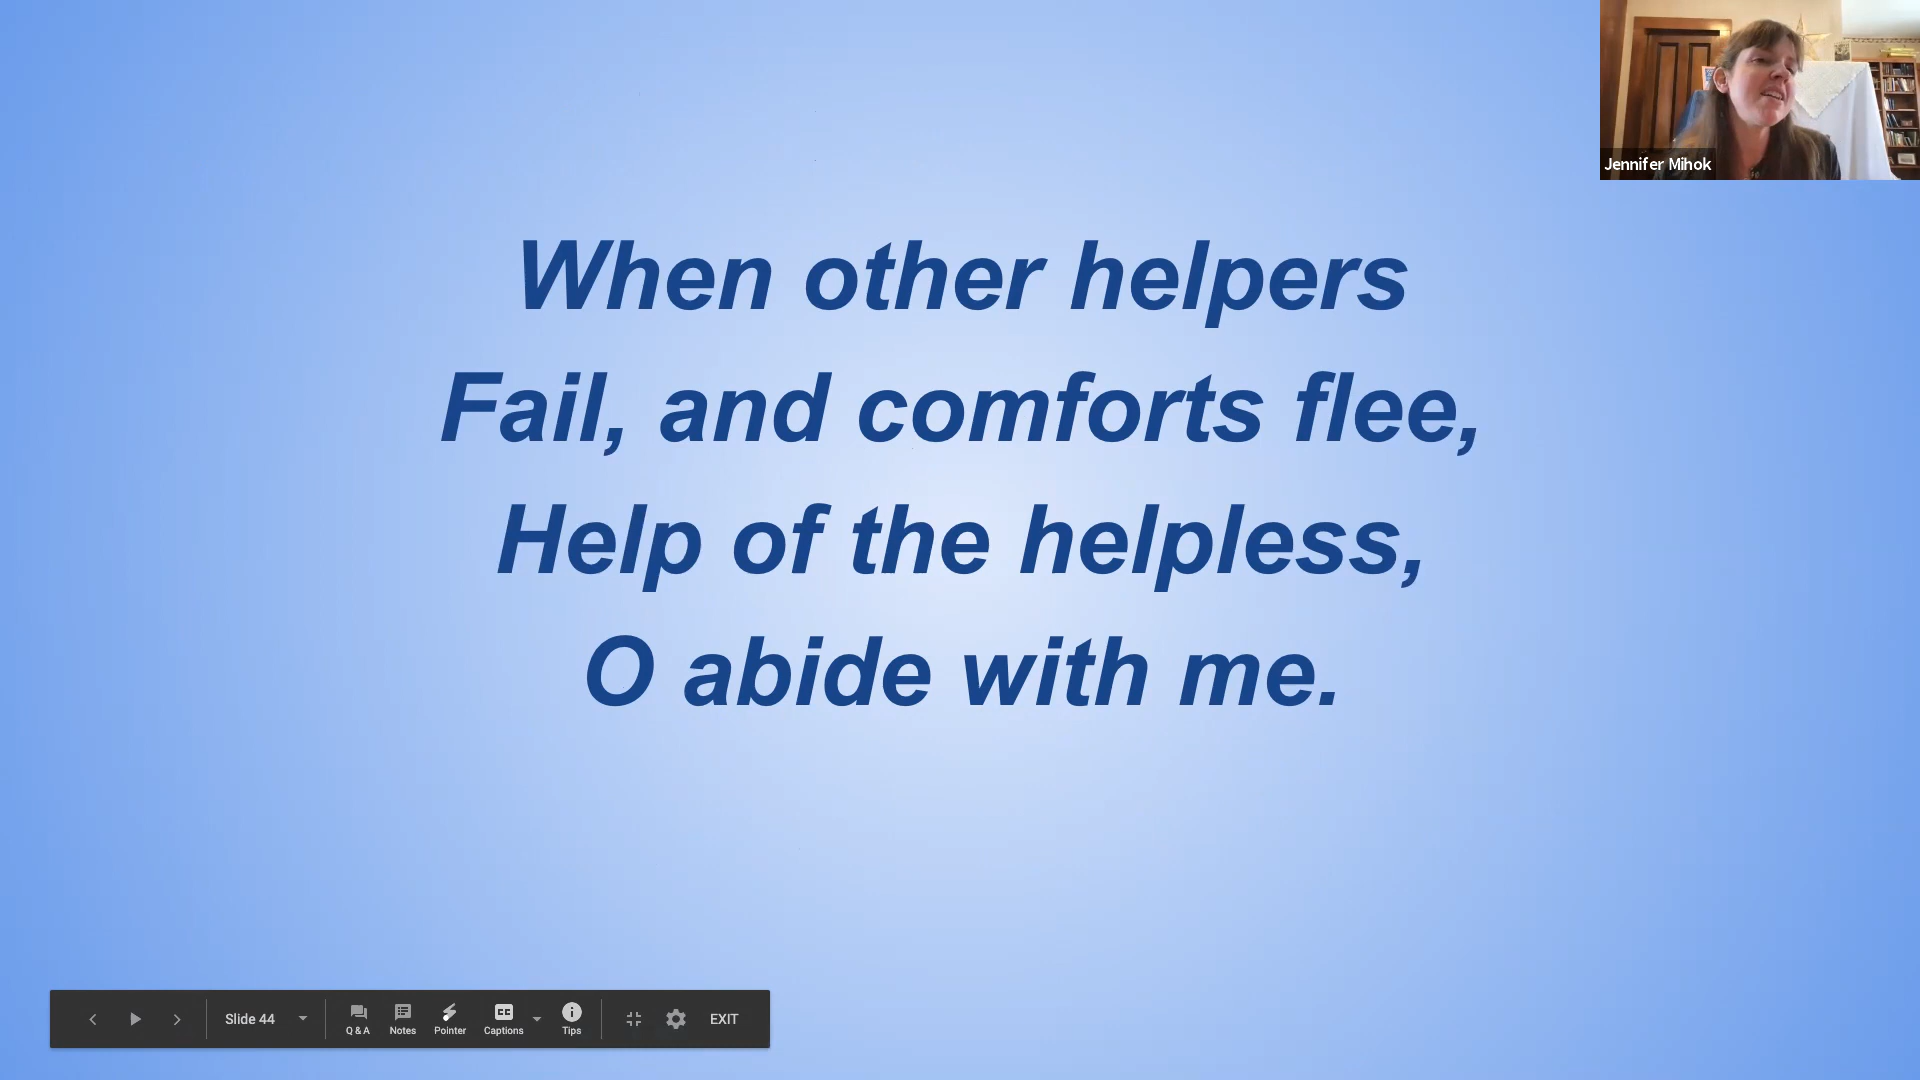 Jennifer Mihok
When other helpers
Fail, and comforts flee,
Help of the helpless,
O abide with me.
Slide 44
Q & A
Notes
Pointer
CC
Captions
Tips
EXIT